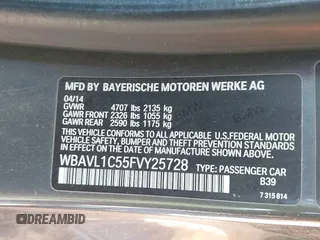 MFD BY BAYERISCHE MOTOREN WERKE AG
04/14
GVWR 4707 lbs 2135 kg
GAWR FRONT 2326 lbs 1055 kg
GAWR REAR 2590 lbs 1175 kg
THIS VEHICLE CONFORMS TO ALL APPLICABLE
U.S.FEDERAL MOTOR VEHICLE SAFETY,
BUMPER, AND THEFT PREVENTION STANDARDS
IN EFFECT ON THE DATE OF MANUFACTURE
SHOWN ABOVE.
WBAVL1C55FVY25728 TYPE: PASSENGER CAR
B39
7 315 814
DREAMBID